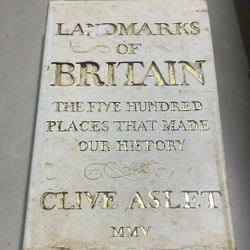 LANDMARKS
OF
BRITAIN
THE FIVE HUNDRED
PLACES THAT MADE
OUR HISTORY
CLIVE ASLET
MMV